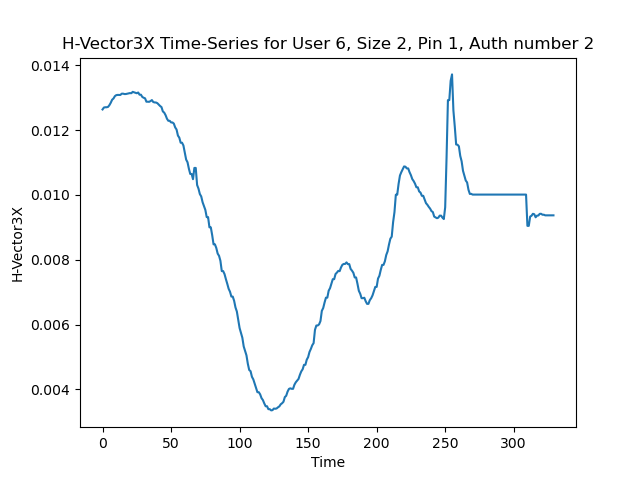 H-Vector3X Time-Series for User 6, Size 2, Pin 1, Auth number 2
0.014
0.012
0.010
0.008
0.006
0.004
H-Vector3X
0 50 100 150 200 250 300
Time